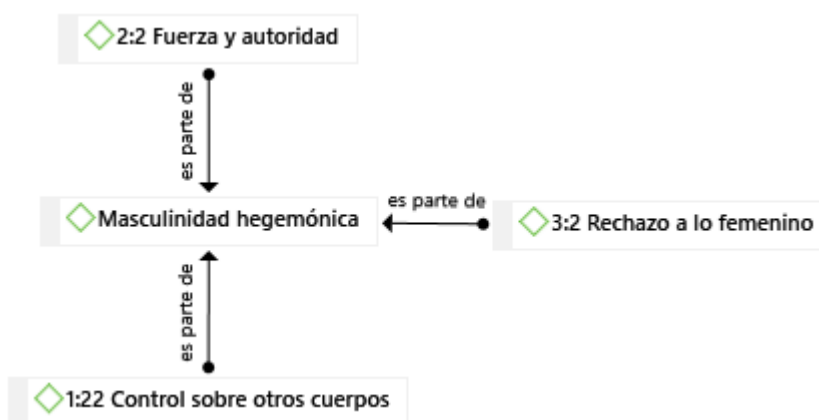 2:2 Fuerza y autoridad
es parte de
Masculinidad hegemónica
es parte de
3:2 Rechazo a lo femenino
es parte de
1:22 Control sobre otros cuerpos